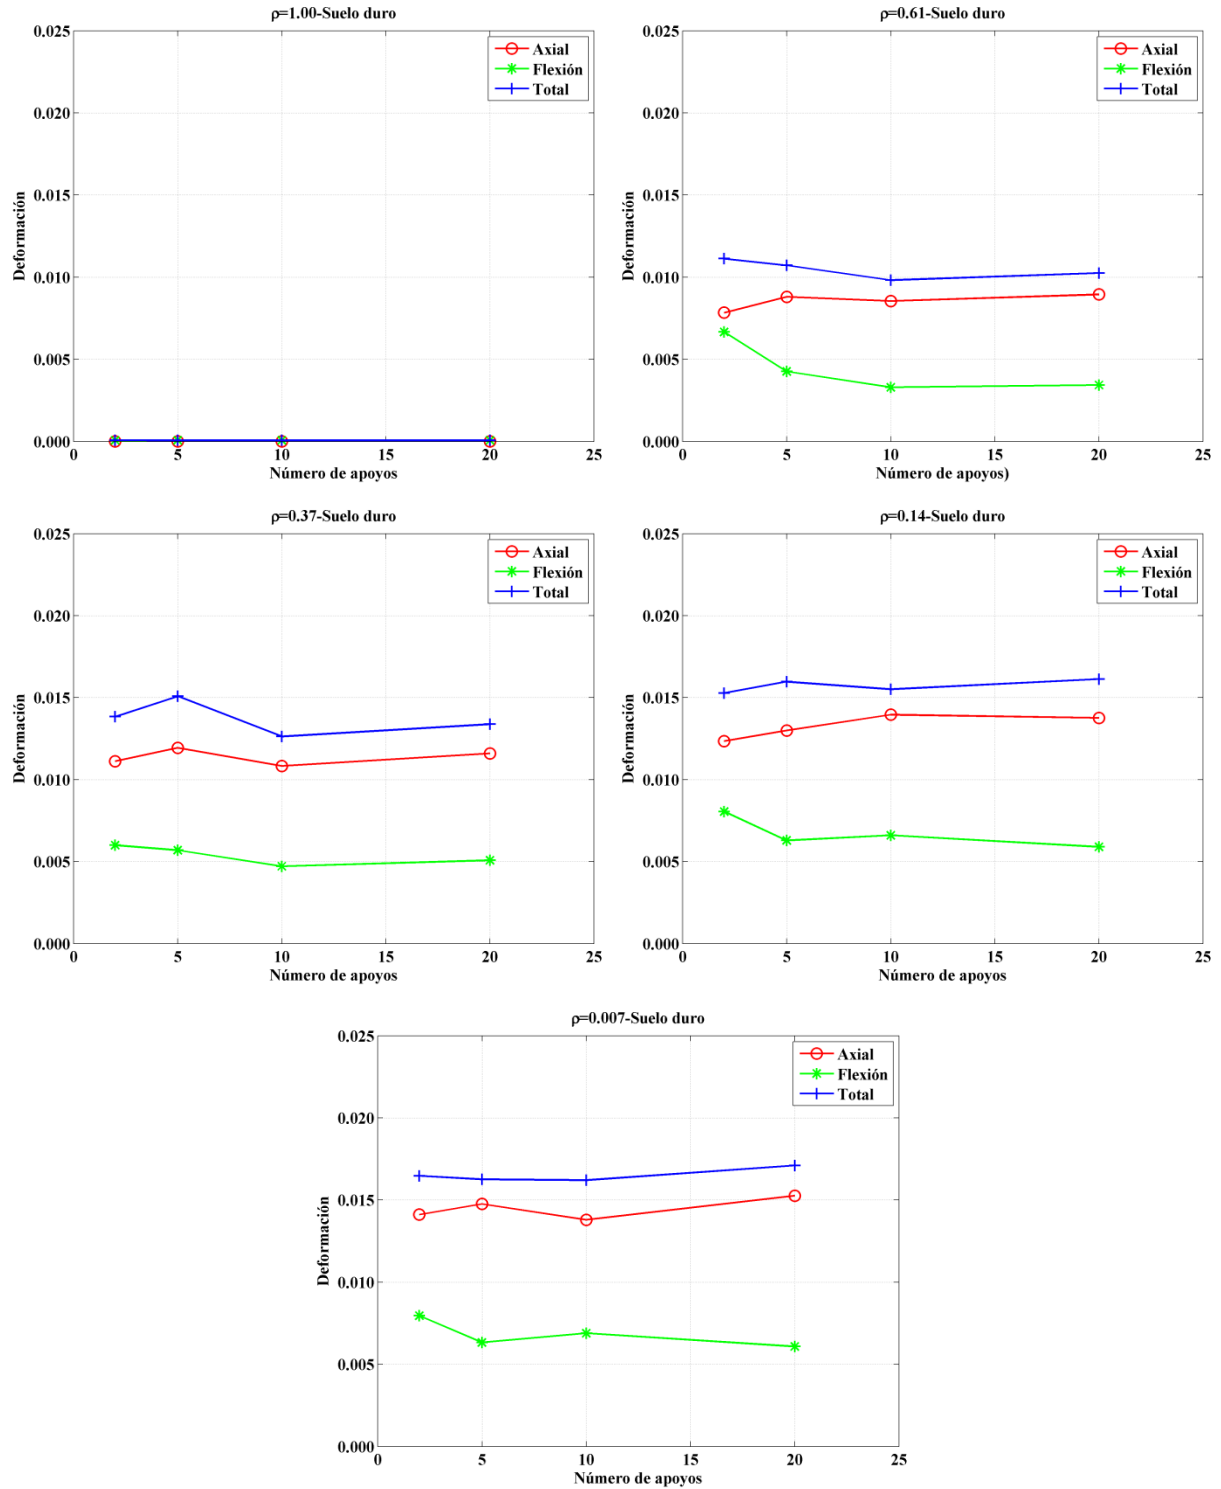 ρ=1.00-Suelo duro
0.025
0.020
0.015
0.010
0.005
0.000
0 5 10 15 20 25
Deformación
Número de apoyos
Axial
Flexión
Total
ρ=0.61-Suelo duro
0.025
0.020
0.015
0.010
0.005
0.000
0 5 10 15 20 25
Deformación
Número de apoyos)
Axial
Flexión
Total
ρ=0.37-Suelo duro
0.025
0.020
0.015
0.010
0.005
0.000
0 5 10 15 20 25
Deformación
Número de apoyos
Axial
Flexión
Total
ρ=0.14-Suelo duro
0.025
0.020
0.015
0.010
0.005
0.000
0 5 10 15 20 25
Deformación
Número de apoyos
Axial
Flexión
Total
ρ=0.007-Suelo duro
0.025
0.020
0.015
0.010
0.005
0.000
0 5 10 15 20 25
Deformación
Número de apoyos
Axial
Flexión
Total